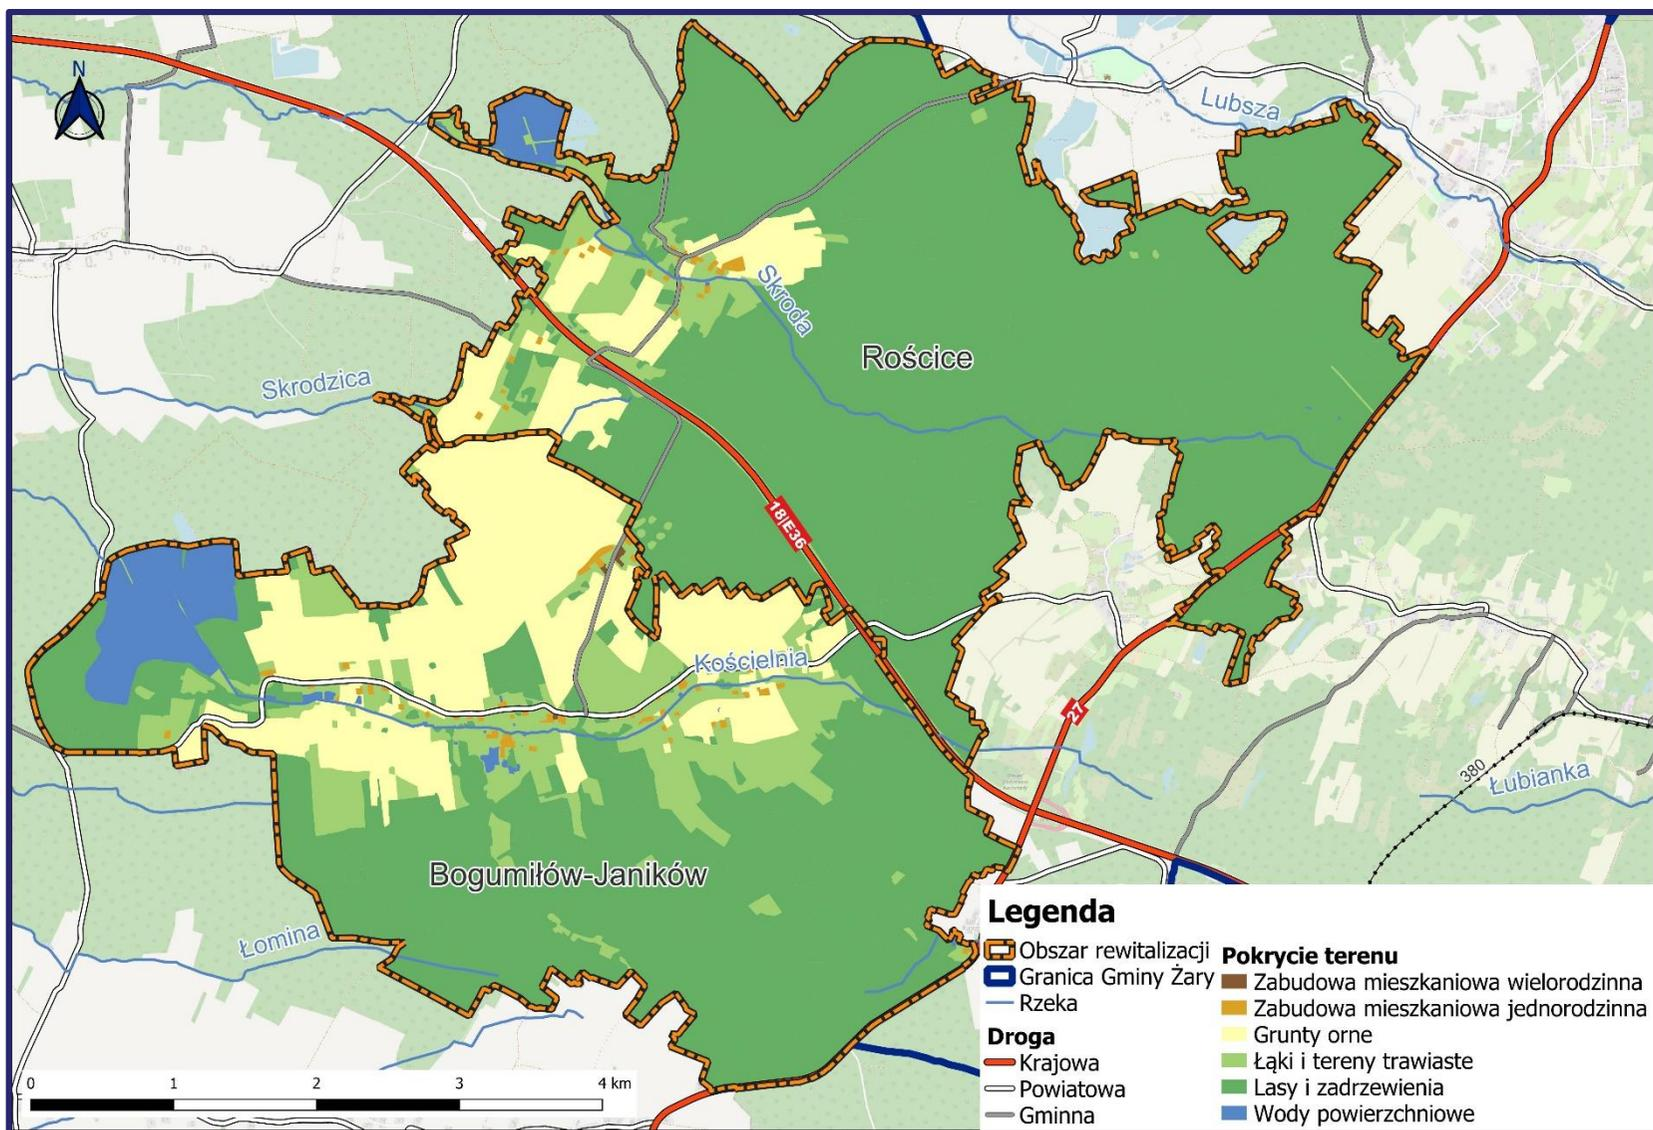 N
Lubsza
Skroda
Rościce
Skrodzica
18|E36
Kościelnia
27
380
Łubianka
Bogumiłów-Janików
Łomina
Legenda
Obszar rewitalizacji
Granica Gminy Żary
Rzeka
Droga
Krajowa
Powiatowa
Gminna
Pokrycie terenu
Zabudowa mieszkaniowa wielorodzinna
Zabudowa mieszkaniowa jednorodzinna
Grunty orne
Łąki i tereny trawiaste
Lasy i zadrzewienia
Wody powierzchniowe
0 1 2 3 4 km